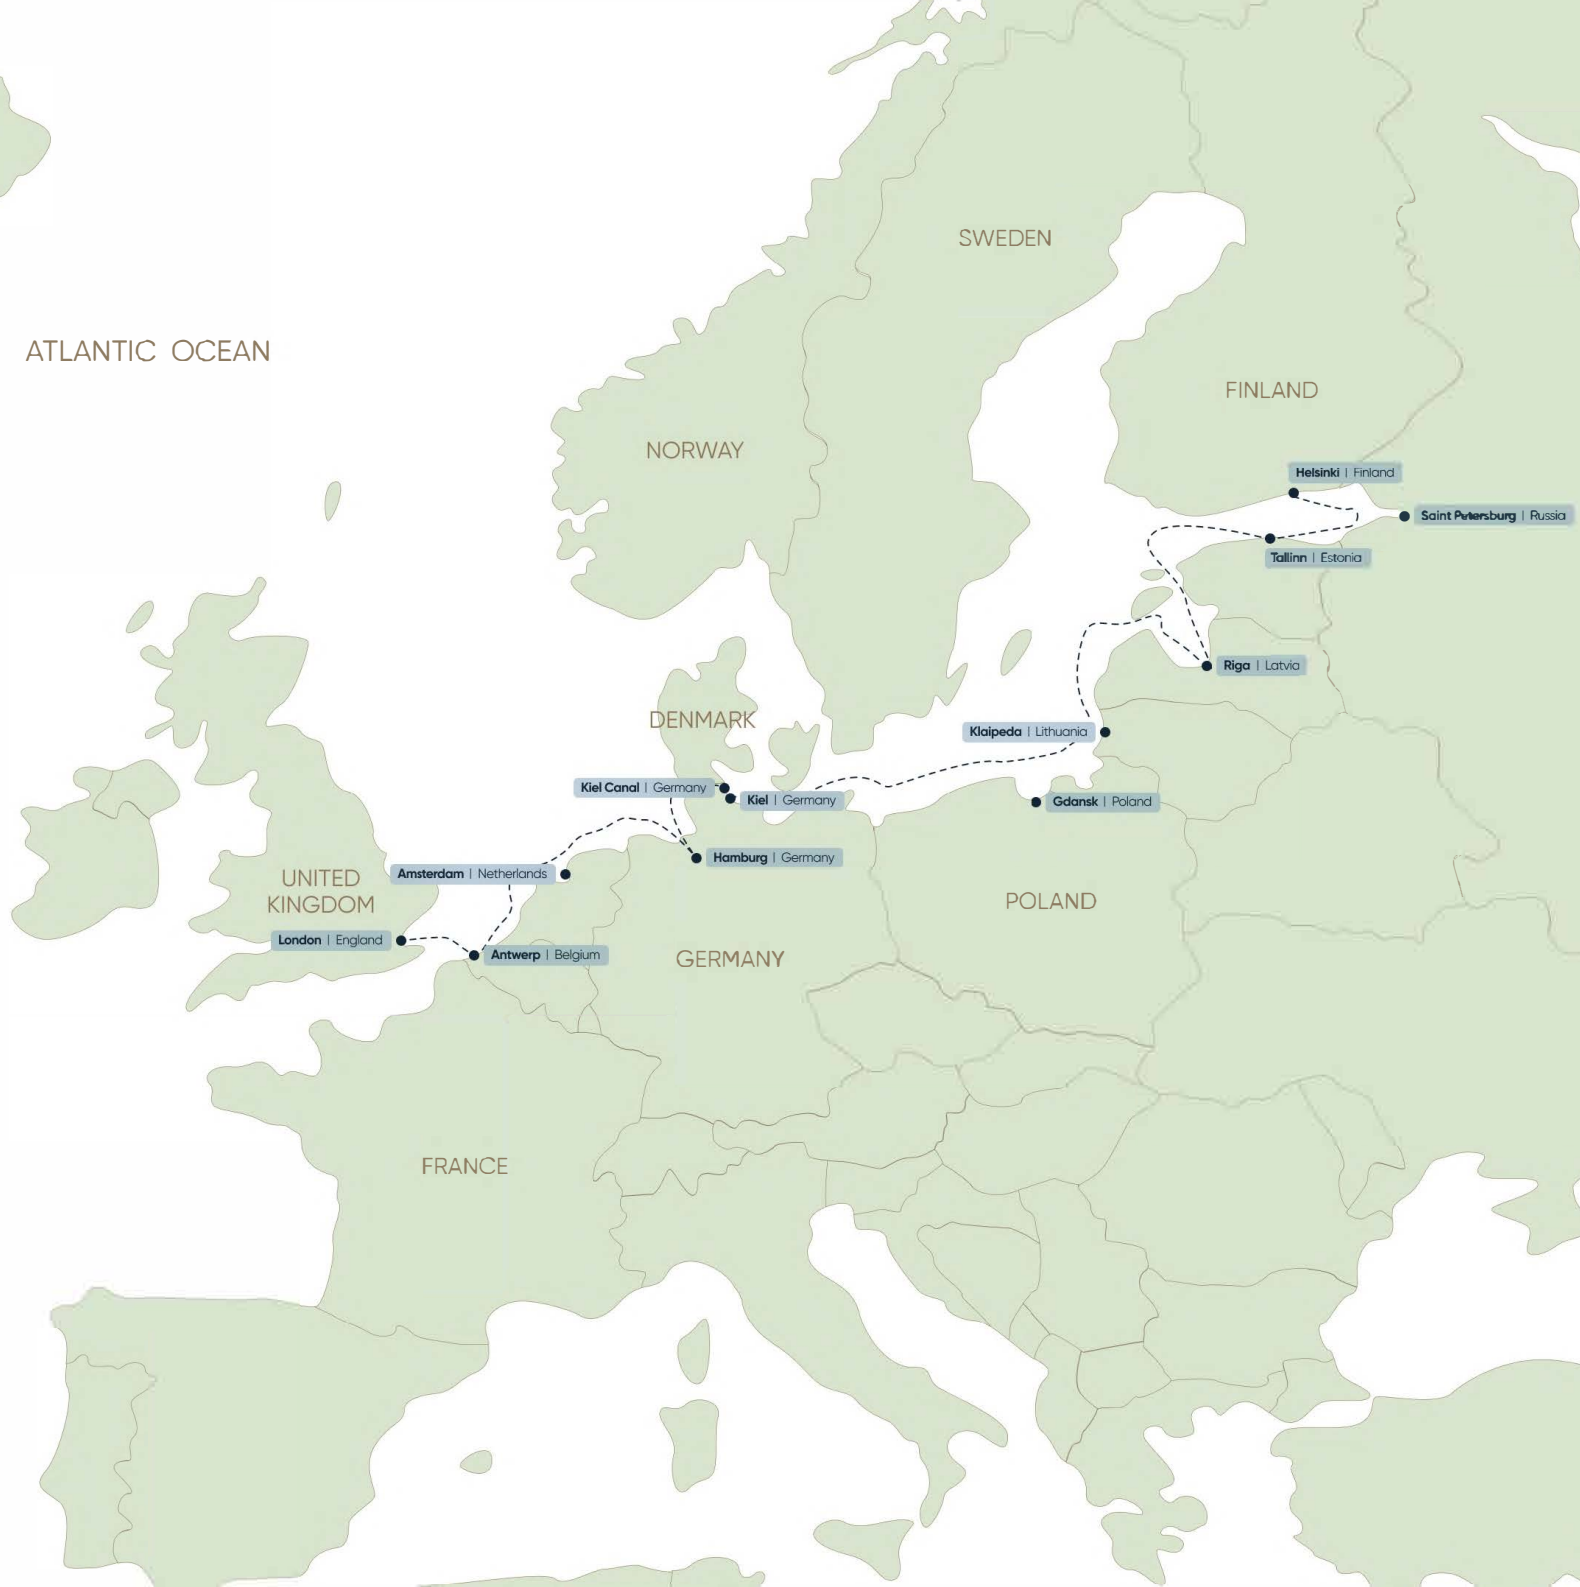 SWEDEN
ATLANTIC OCEAN
FINLAND
NORWAY
Helsinki | Finland
Saint Petersburg | Russia
Tallinn | Estonia
Riga | Latvia
DENMARK
Klaipeda | Lithuania
Kiel Canal | Germany
Kiel | Germany
Gdansk | Poland
Hamburg | Germany
Amsterdam | Netherlands
UNITED
KINGDOM
POLAND
London | England
Antwerp | Belgium
GERMANY
FRANCE